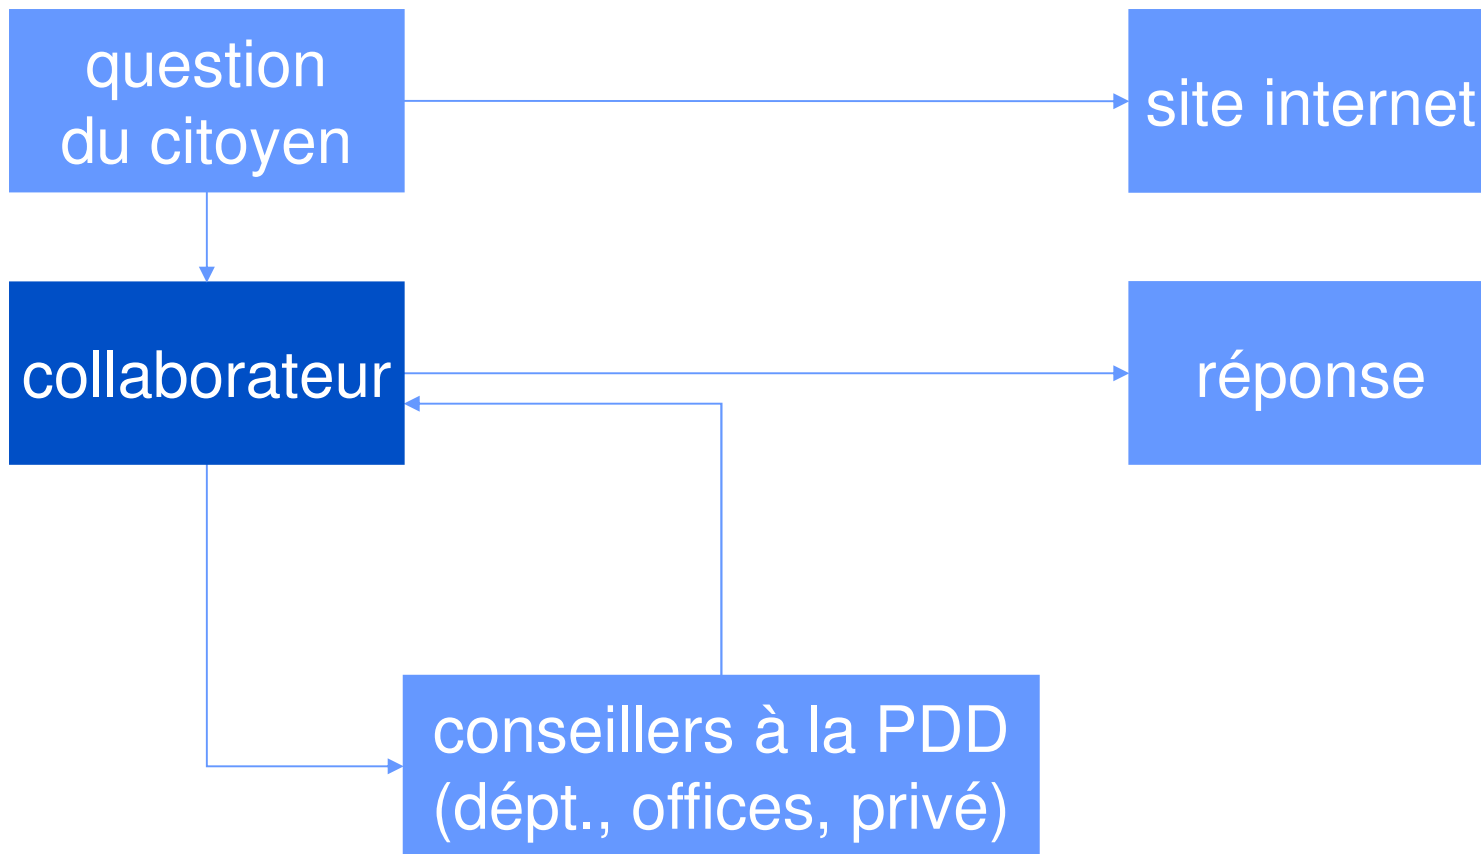 question
du citoyen
site internet
collaborateur
réponse
conseillers à la PDD
(dépt., offices, privé)